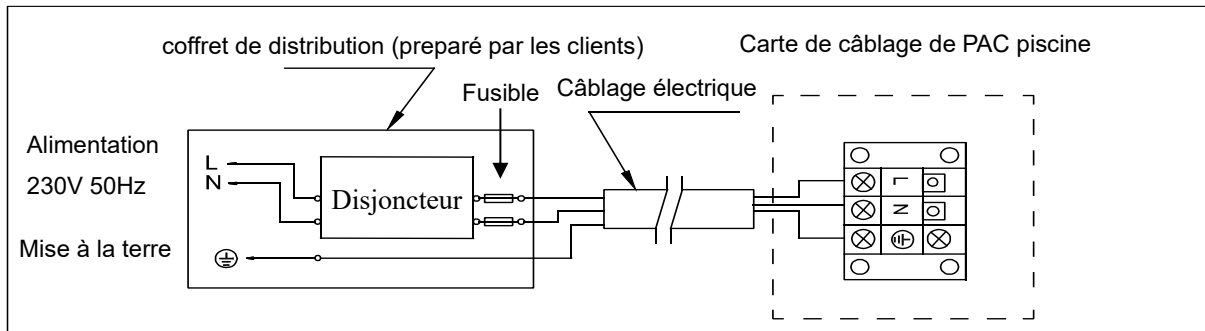 coffret de distribution (preparé par les clients)
Carte de câblage de PAC piscine
Fusible
Câblage électrique
Alimentation
230V 50Hz
L
N
Disjoncteur
Mise à la terre
L
N